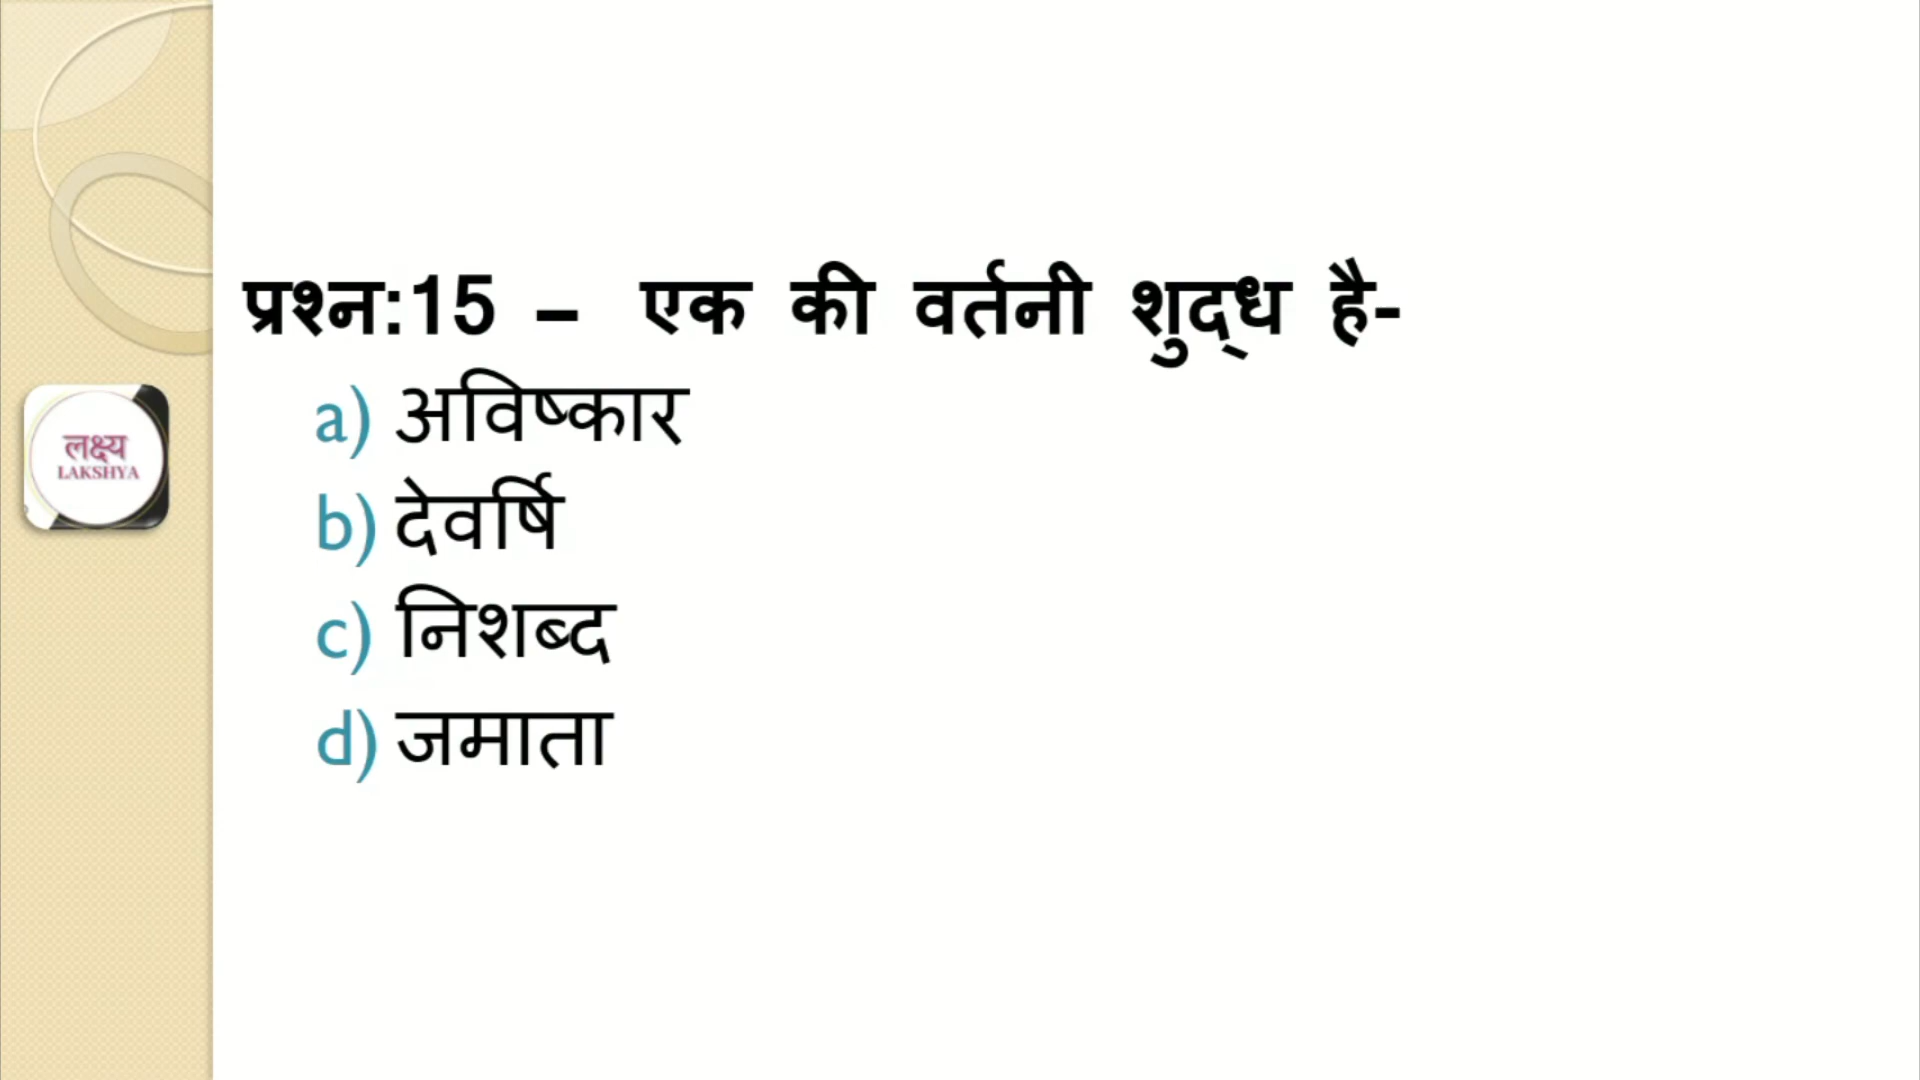 प्रश्न:15 – एक की वर्तनी शुद्‌ध है-
a) अविष्कार
b) देवर्षि
लक्ष्य
LAKSHYA
c) निशब्द
d) जमाता